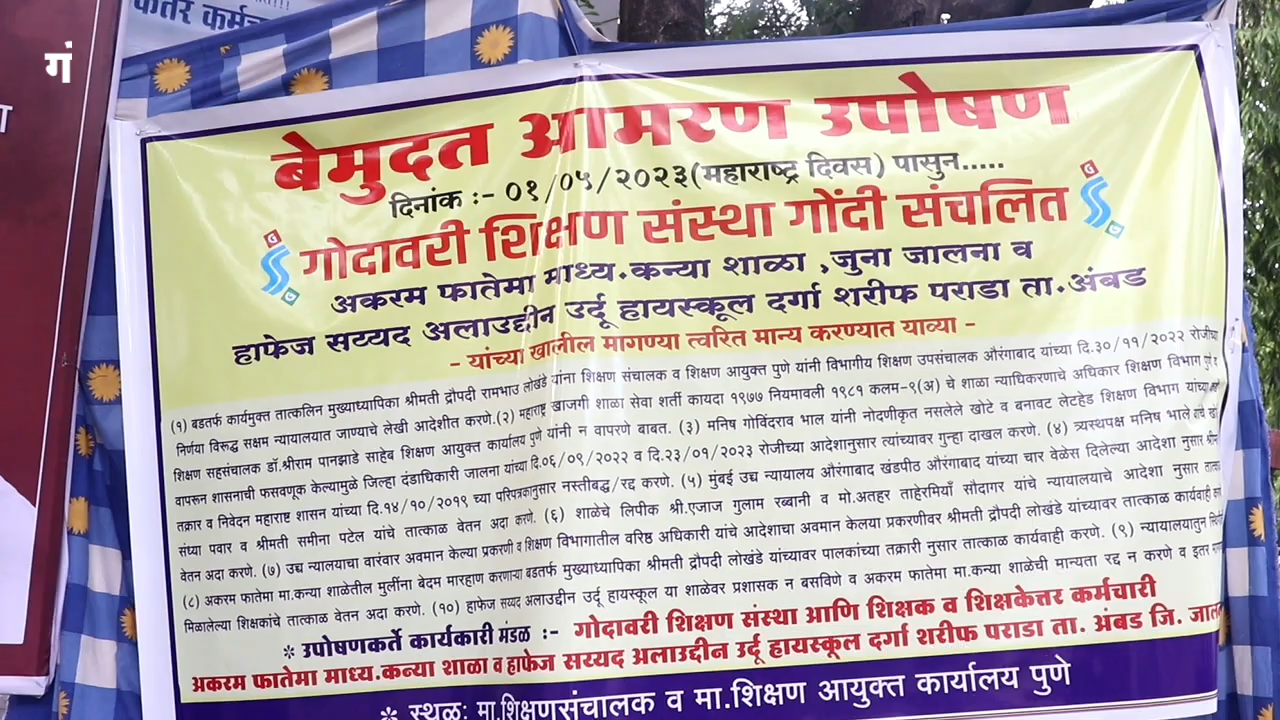 गं
बेमुदत आमरण उपोषण
दिनांक :- ०१/०५/२०२३(महाराष्ट्र दिवस) पासुन.....
गोदावरी शिक्षण संस्था गोंदी संचलित
अकरम फातेमा माध्य.कन्या शाळा ,जुना जालना व
हाफेज सय्यद अलाउद्दीन उर्दू हायस्कूल दर्गा शरीफ पराडा ता.अंबड
- यांच्या खालील मागण्या त्वरित मान्य करण्यात याव्या -
(१) बडतर्फ कार्यमुक्त तात्कलिन मुख्याध्यापिका श्रीमती द्रौपदी रामभाउ लोखंडे यांना शिक्षण संचालक व शिक्षण आयुक्त पुणे यांनी विभागीय शिक्षण उपसंचालक औरंगाबाद यांच्या दि.३०/११/२०२२ रोजीच्या
निर्णया विरूद्ध सक्षम न्यायालयात जाण्याचे लेखी आदेशीत करणे.(२) महाराष्ट्र खाजगी शाळा सेवा शर्ती कायदा १९७७ नियमावली १९८१ कलम-९(अ) चे शाळा न्याधिकरणाचे अधिकार शिक्षण विभाग पुणे
शिक्षण सहसंचालक डॉ.श्रीराम पानझाडे साहेब शिक्षण आयुक्त कार्यालय पुणे यांनी न वापरणे बाबत. (३) मनिष गोविंदराव भाल यांनी नोदणीकृत नसलेले खोटे व बनावट लेटहेड शिक्षण विभाग यांच्या
वापरून शासनाची फसवणूक केल्यामुळे जिल्हा दंडाधिकारी जालना यांच्या दि.०६/०९/२०२२ व दि.२३/०१/२०२३ रोजीच्या आदेशानुसार त्यांच्यावर गुन्हा दाखल करणे. (४) त्र्यस्थपक्ष मनिष भाले यांचे
तक्रार व निवेदन महाराष्ट शासन यांच्या दि.१४/१०/२०१९ च्या परिपत्रकानुसार नस्तीबद्ध/रद्द करणे. (५) मुंबई उच्च न्यायालय औरंगाबाद खंडपीठ औरंगाबाद यांच्या चार वेळेस दिलेल्या आदेशा नुसार
संध्या पवार व श्रीमती समीना पटेल यांचे तात्काळ वेतन अदा करणे. (६) शाळेचे लिपीक श्री.एजाज गुलाम रब्बानी व मो.अतहर ताहेरमियाँ सौदागर यांचे न्यायालयाचे आदेशा नुसार
वेतन अदा करणे. (७) उच्च न्यालयाचा वारंवार अवमान केल्या प्रकरणी व शिक्षण विभागातील वरिष्ठ अधिकारी यांचे आदेशाचा अवमान केलया प्रकरणीवर श्रीमती द्रौपदी लोखंडे यांच्यावर तात्काळ कार्यवाही
(८) अकरम फातेमा मा.कन्या शाळेतील मुलींना बेदम मारहाण करणाऱ्या बडतर्फ मुख्याध्यापिका श्रीमती द्रौपदी लोखंडे यांच्यावर पालकांच्या तक्रारी नुसार तात्काळ कार्यवाही करणे. (९) न्यायालयातुन
मिळालेल्या शिक्षकांचे तात्काळ वेतन अदा करणे. (१०) हाफेज सय्यद अलाउद्दीन उर्दू हायस्कूल या शाळेवर प्रशासक न बसविणे व अकरम फातेमा मा.कन्या शाळेची मान्यता रद्द न करणे व इतर
* उपोषणकर्ते कार्यकारी मंडळ :- गोदावरी शिक्षण संस्था आणि शिक्षक व शिक्षकेत्तर कर्मचारी
अकरम फातेमा माध्य.कन्या शाळा व हाफेज सय्यद अलाउद्दीन उर्दू हायस्कूल दर्गा शरीफ पराडा ता. अंबड जि.
* स्थळ: मा.शिक्षणसंचालक व मा.शिक्षण आयुक्त कार्यालय पुणे